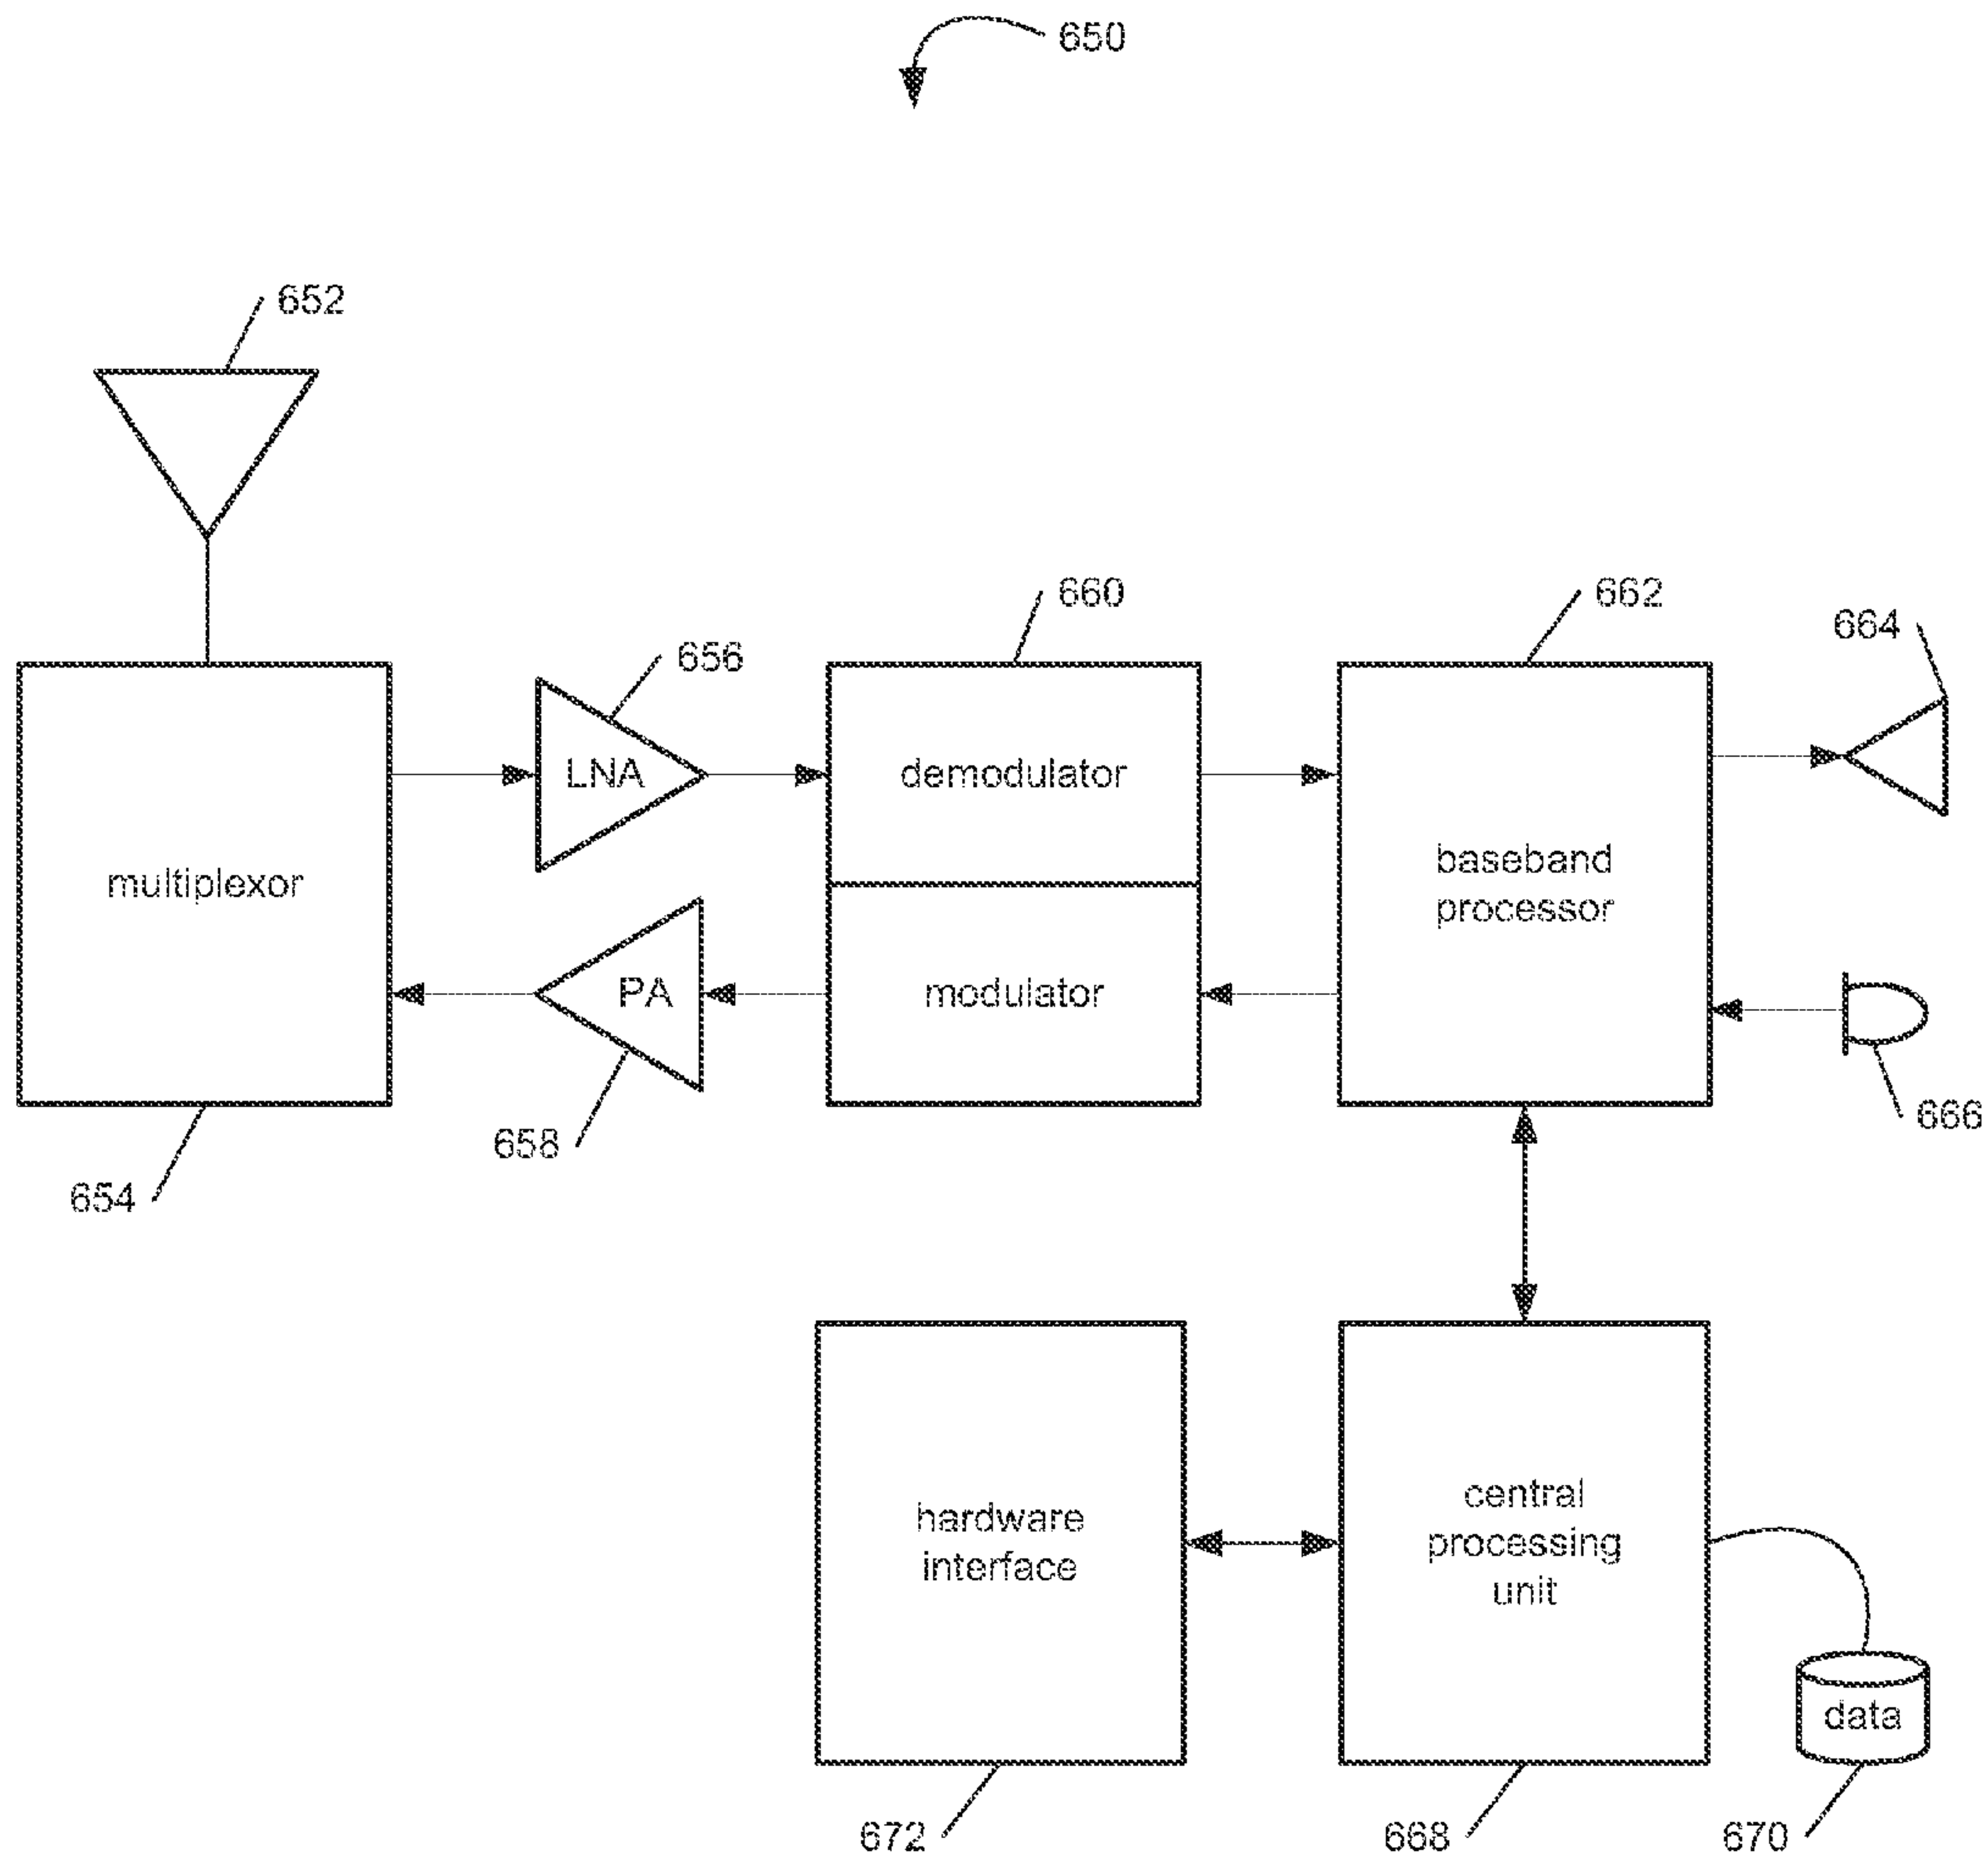 650
652
660
662
664
656
LNA
demodulator
baseband
processor
multiplexor
PA
modulator
658
666
654
hardware
interface
central
processing
unit
data
672
668
670